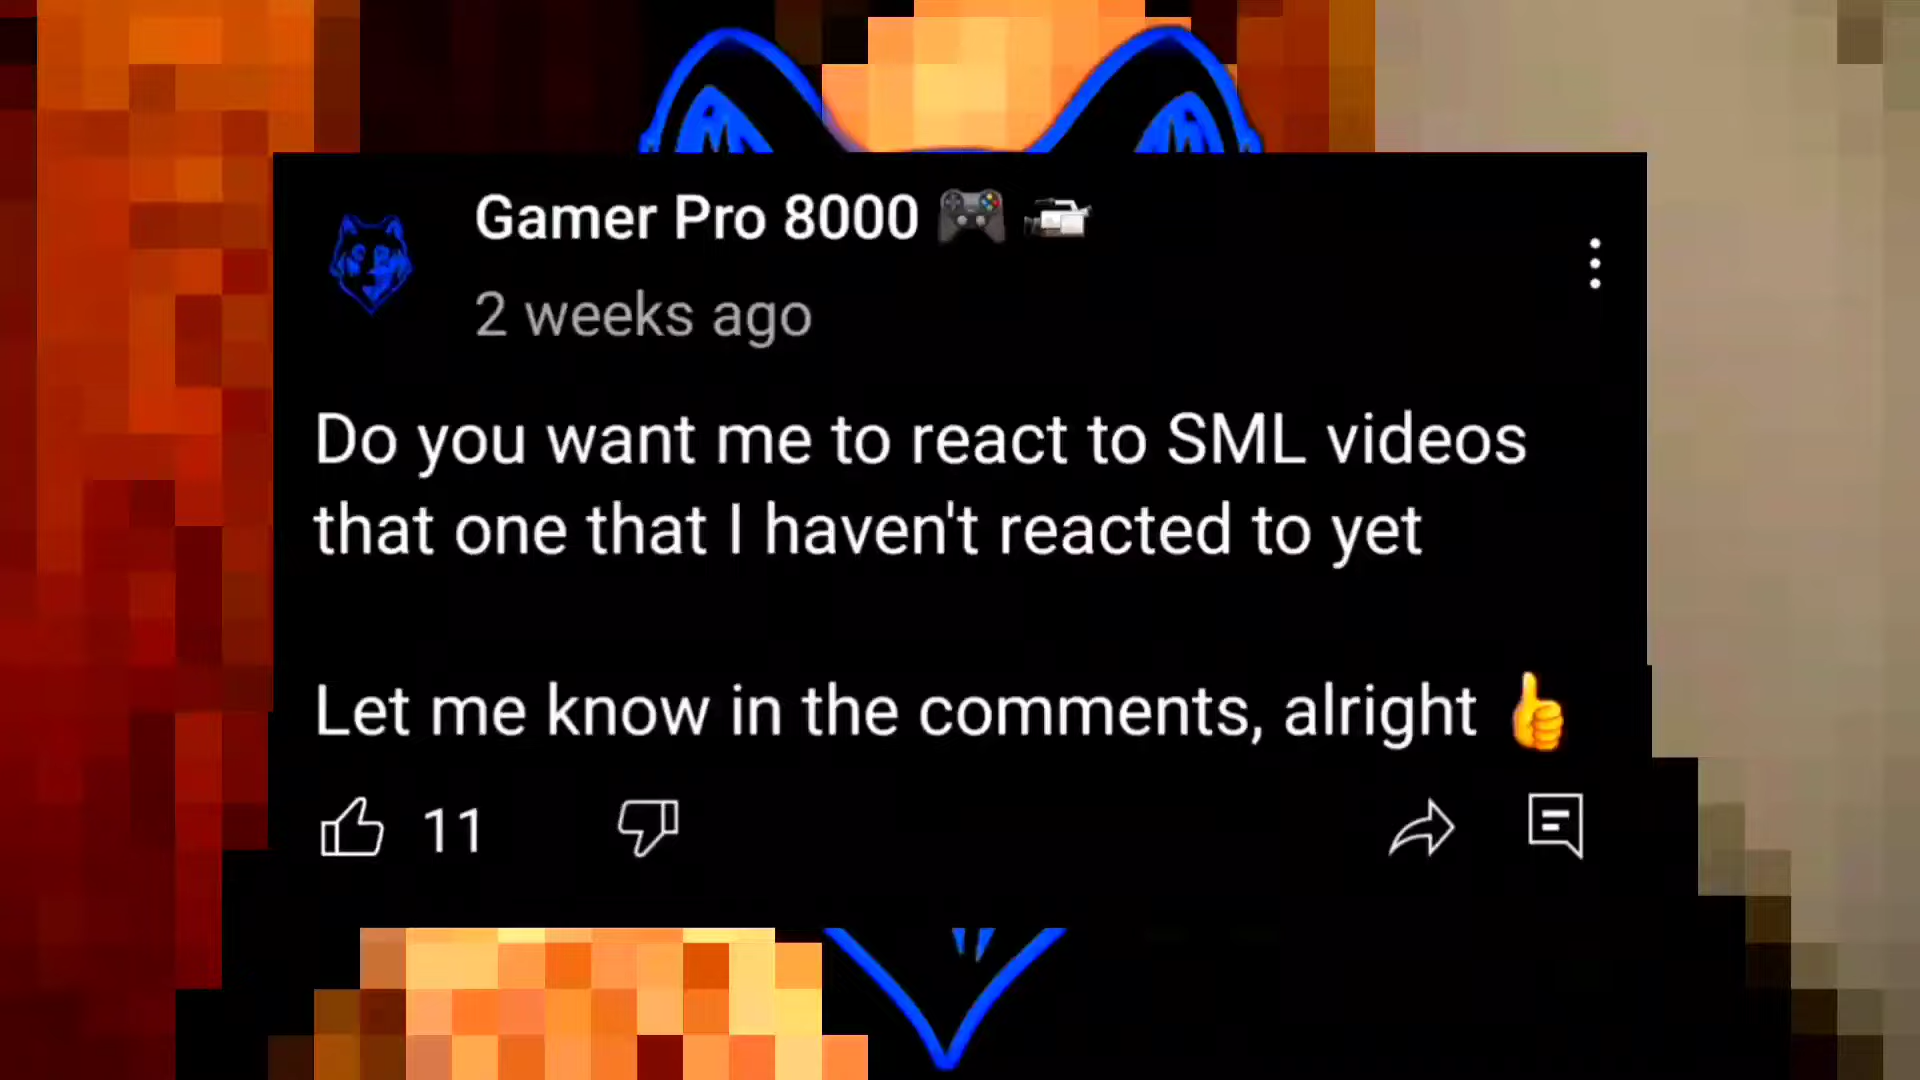 Gamer Pro 8000 🎮 📹
2 weeks ago
Do you want me to react to SML videos
that one that I haven't reacted to yet
Let me know in the comments, alright 👍
11